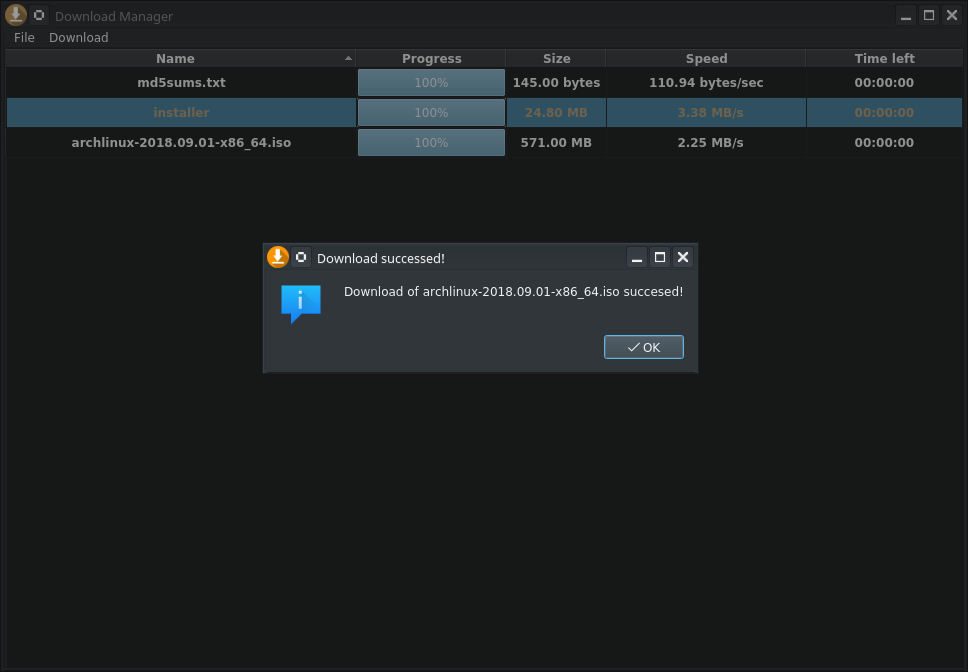 Download Manager
File Download
Name Progress Size Speed Time left
md5sums.txt 100% 145.00 bytes 110.94 bytes/sec 00:00:00
installer 100% 24.80 MB 3.38 MB/s 00:00:00
archlinux-2018.09.01-x86_64.iso 100% 571.00 MB 2.25 MB/s 00:00:00
Download successed!
Download of archlinux-2018.09.01-x86_64.iso succesed!
OK